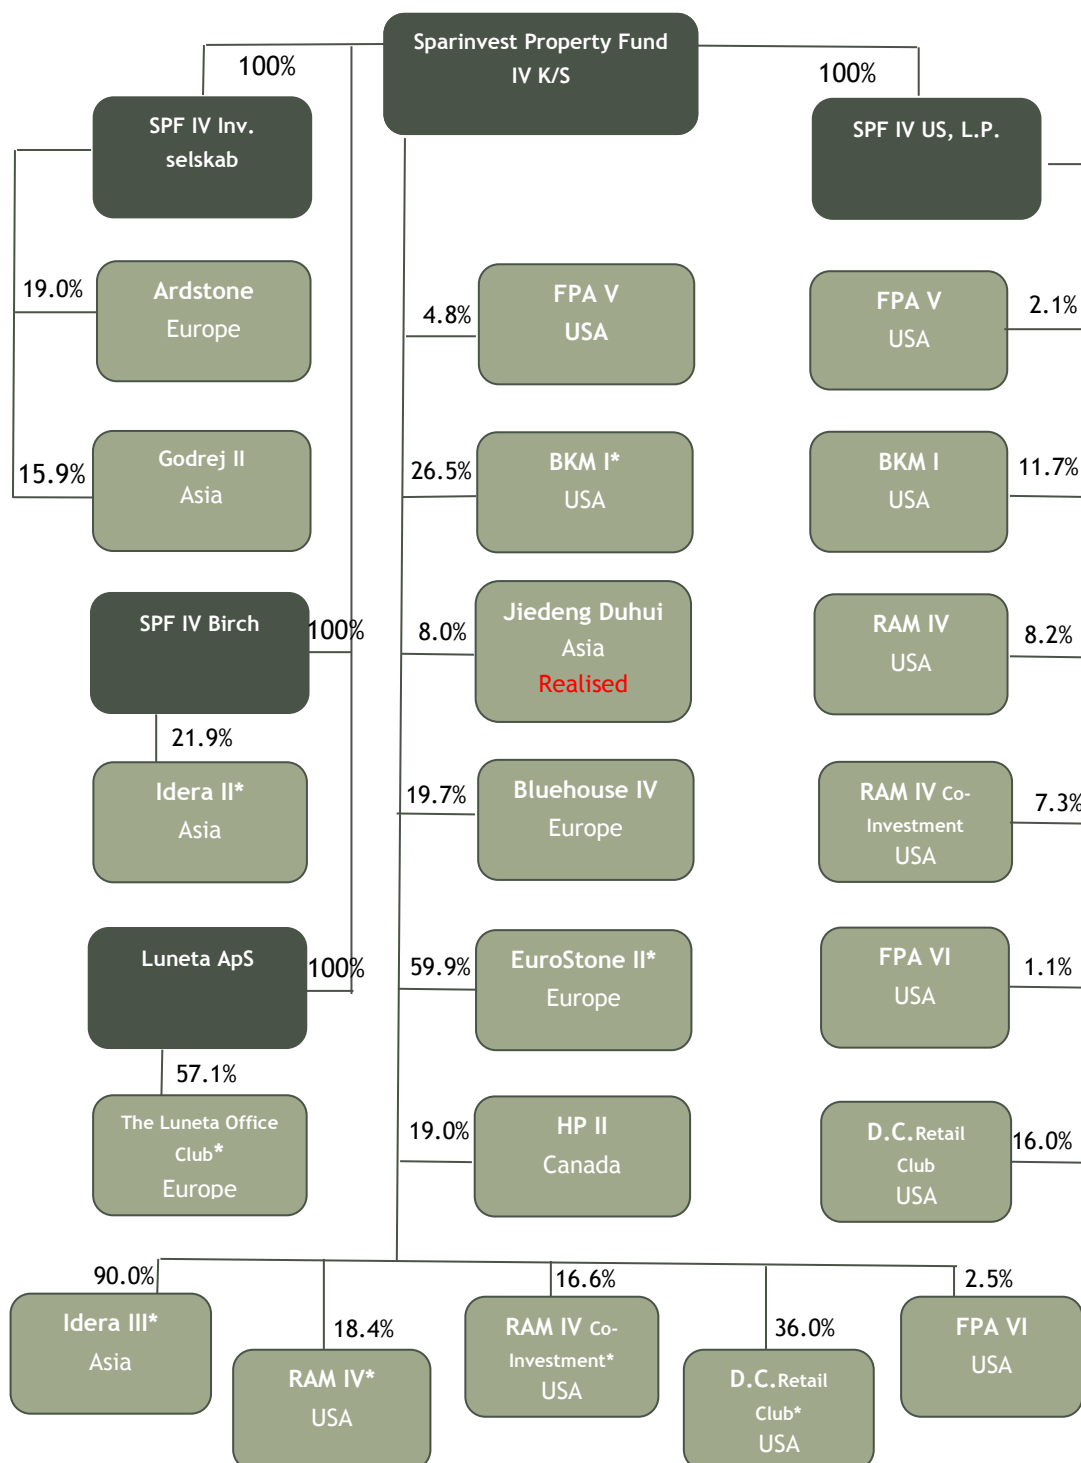 Sparinvest Property Fund
IV K/S
100%
100%
SPF IV Inv.
selskab
SPF IV US, L.P.
19.0%
Ardstone
Europe
4.8%
FPA V
USA
FPA V
USA
2.1%
15.9%
Godrej II
Asia
26.5%
BKM I*
USA
BKM I
USA
11.7%
SPF IV Birch
100%
8.0%
Jiedeng Duhui
Asia
Realised
RAM IV
USA
8.2%
21.9%
Idera II*
Asia
19.7%
Bluehouse IV
Europe
RAM IV Co-
Investment
USA
7.3%
Luneta ApS
100%
59.9%
EuroStone II*
Europe
FPA VI
USA
1.1%
57.1%
The Luneta Office
Club*
Europe
19.0%
HP II
Canada
D.C.Retail
Club
USA
16.0%
90.0%
Idera III*
Asia
18.4%
RAM IV*
USA
16.6%
RAM IV Co-
Investment*
USA
36.0%
D.C.Retail
Club*
USA
2.5%
FPA VI
USA